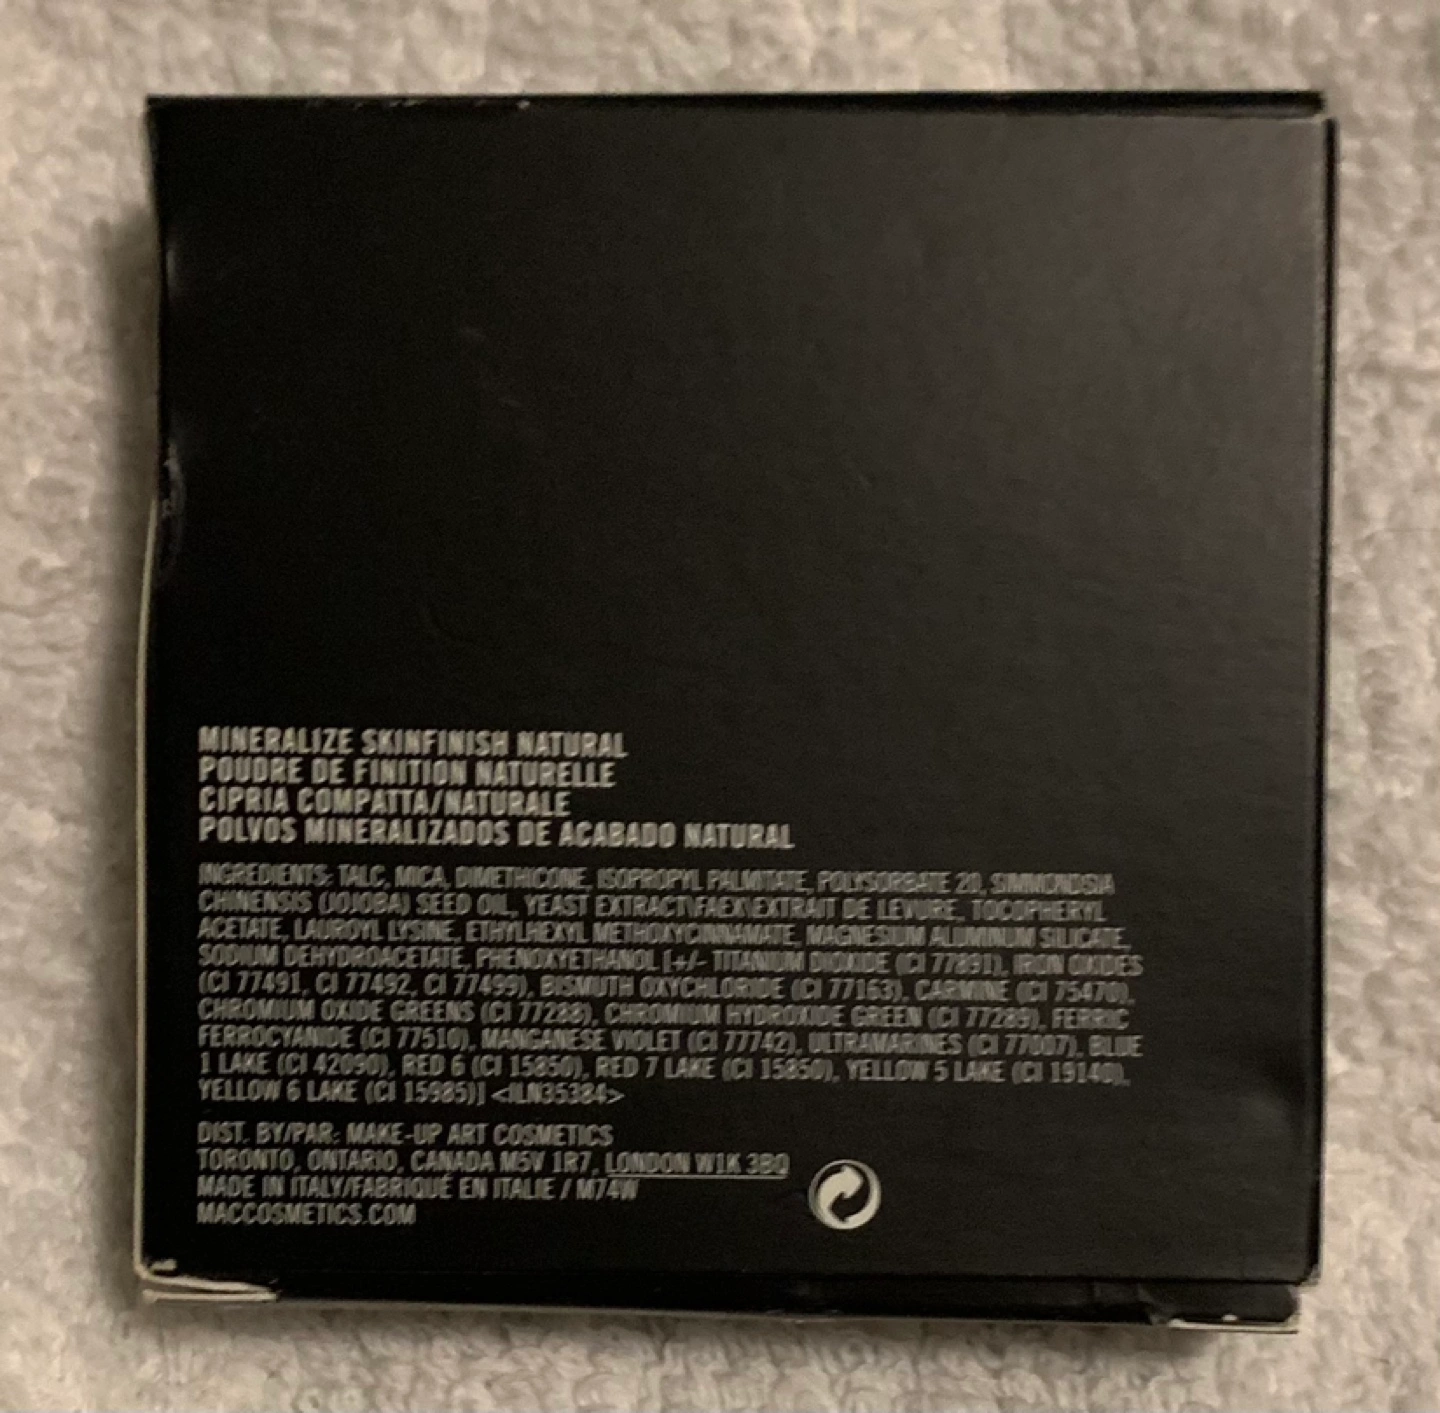 MINERALIZE SKINFINISH NATURAL
POUDRE DE FINITION NATURELLE
CIPRIA COMPATTA/NATURALE
POLVOS MINERALIZADOS DE ACABADO NATURAL
INGREDIENTS: TALC, MICA, DIMETHICONE, ISOPROPYL PALMITATE, POLYSORBATE 20, SIMMONDSIA
CHINENSIS (JOJOBA) SEED OIL, YEAST EXTRACT\FAEX\EXTRAIT DE LEVURE, TOCOPHERYL
ACETATE, LAUROYL LYSINE, ETHYLHEXYL METHOXYCINNAMATE, MAGNESIUM ALUMINUM SILICATE,
SODIUM DEHYDROACETATE, PHENOXYETHANOL [+/- TITANIUM DIOXIDE (CI 77891), IRON OXIDES
(CI 77491, CI 77492, CI 77499), BISMUTH OXYCHLORIDE (CI 77163), CARMINE (CI 75470),
CHROMIUM OXIDE GREENS (CI 77288), CHROMIUM HYDROXIDE GREEN (CI 77289), FERRIC
FERROCYANIDE (CI 77510), MANGANESE VIOLET (CI 77742), ULTRAMARINES (CI 77007), BLUE
1 LAKE (CI 42090), RED 6 (CI 15850), RED 7 LAKE (CI 15850), YELLOW 5 LAKE (CI 19140),
YELLOW 6 LAKE (CI 15985)] <ILN35384>
DIST. BY/PAR: MAKE-UP ART COSMETICS
TORONTO, ONTARIO, CANADA M5V 1R7, LONDON W1K 3BQ
MADE IN ITALY/FABRIQUÉ EN ITALIE / M74W
MACCOSMETICS.COM